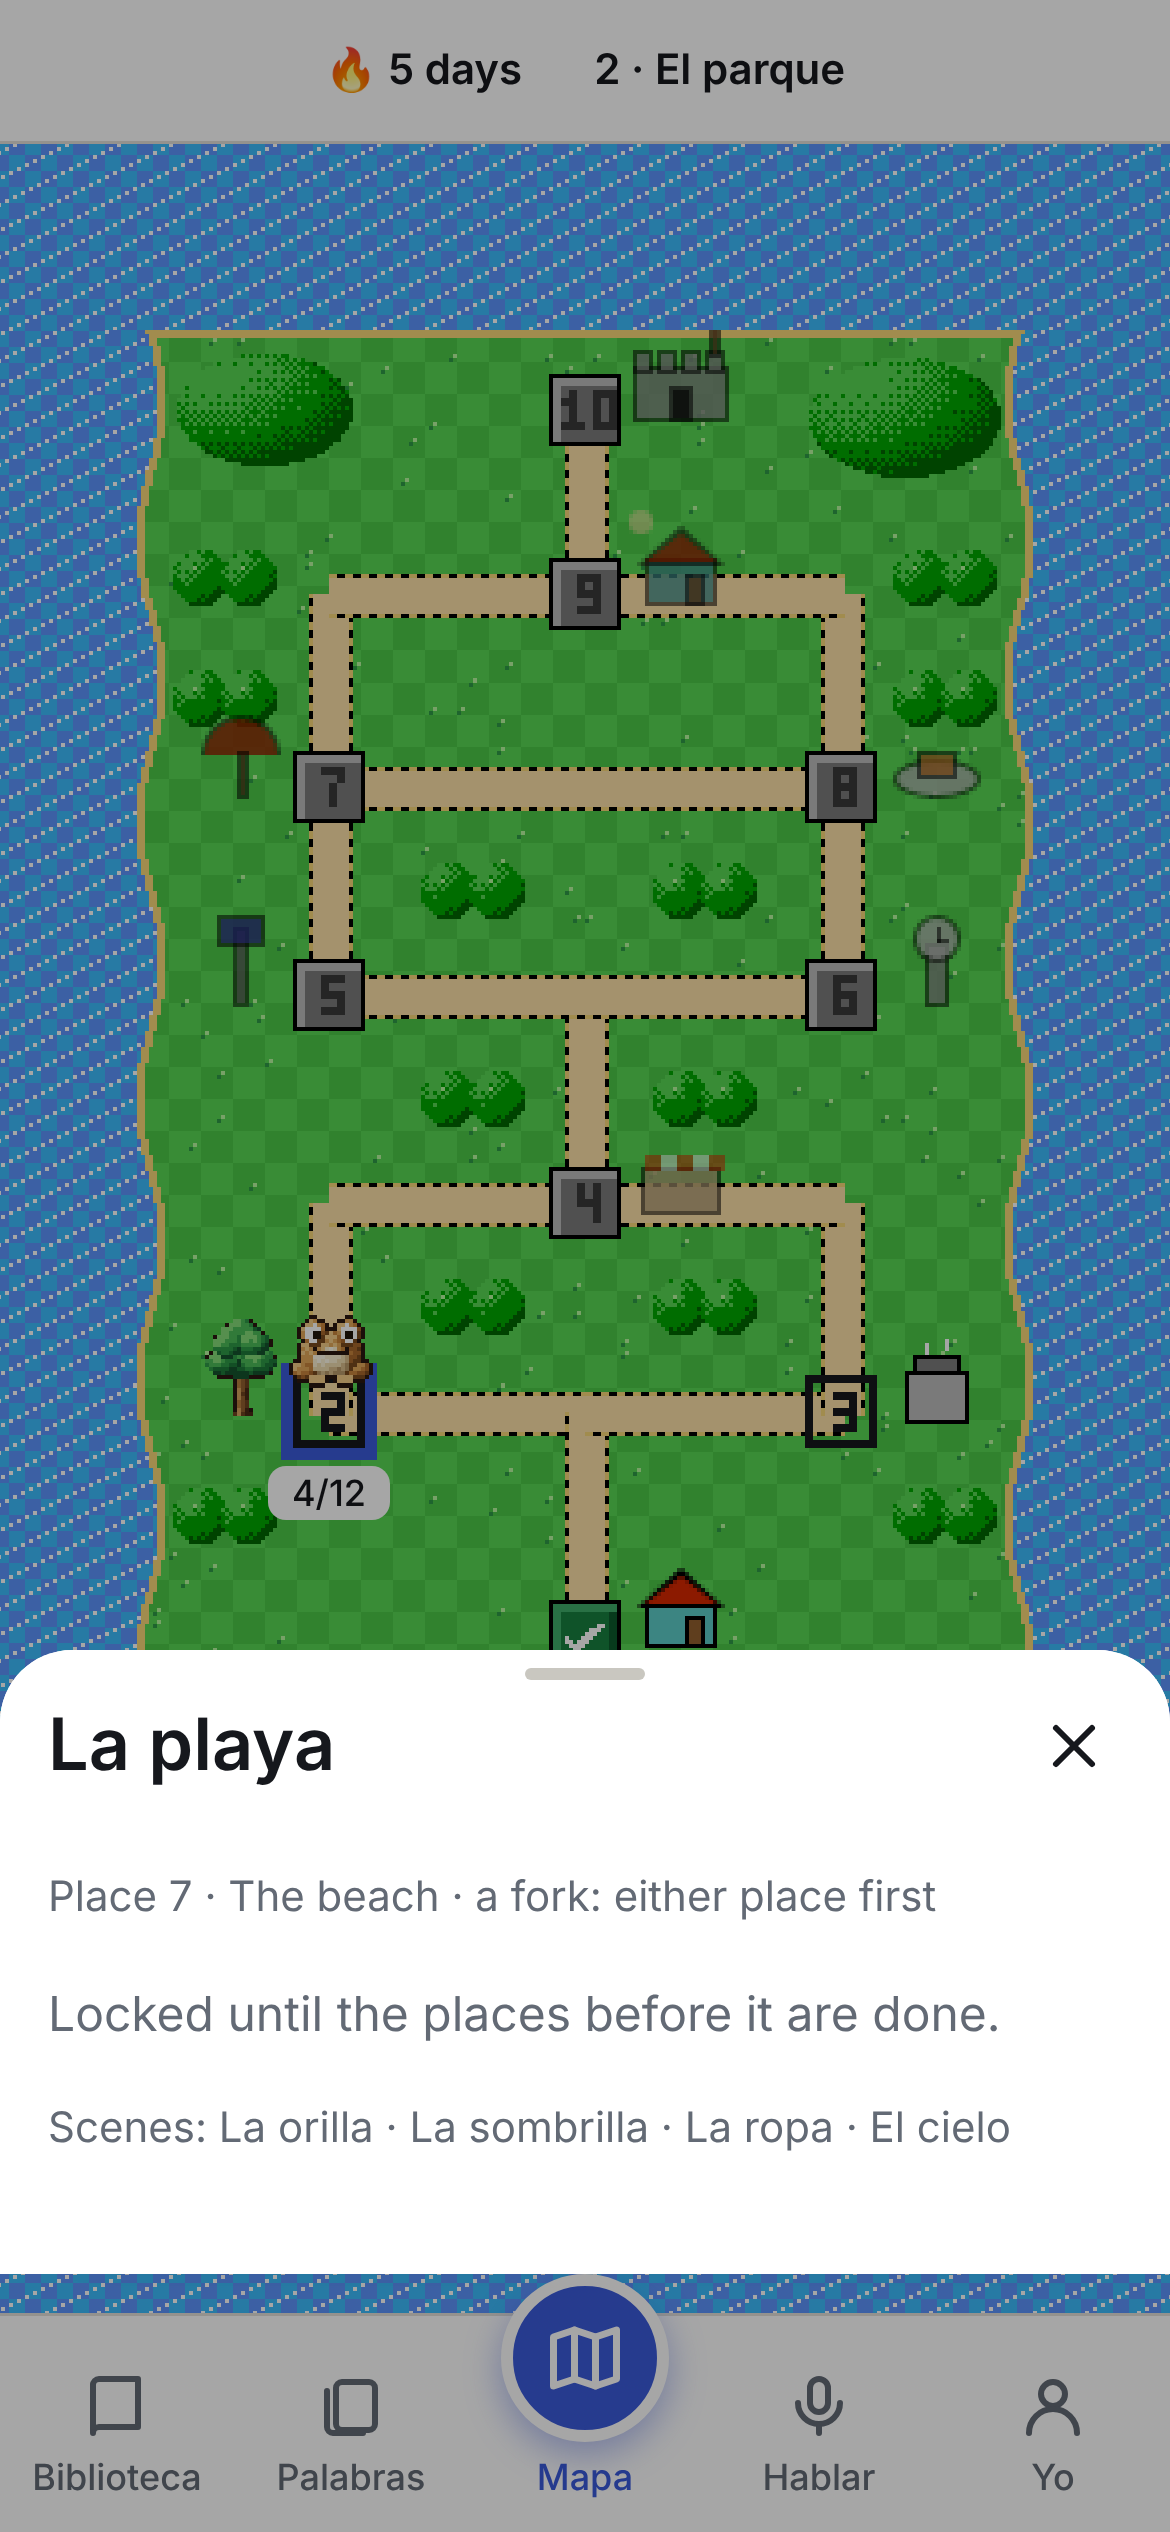 5 days 2 · El parque
10
9
7 8
5 6
4
2 3
4/12
La playa
Place 7 · The beach · a fork: either place first
Locked until the places before it are done.
Scenes: La orilla · La sombrilla · La ropa · El cielo
Biblioteca Palabras Mapa Hablar Yo